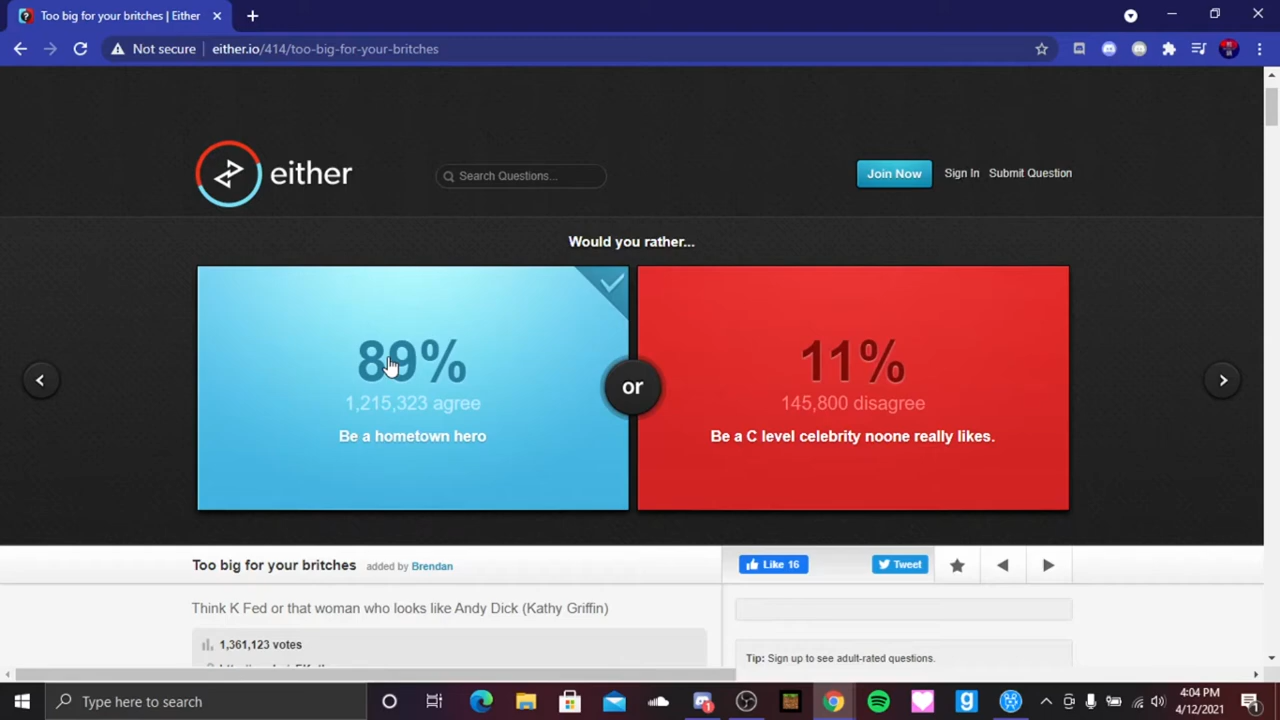 Too big for your britches | Either
Not secure
either.io/414/too-big-for-your-britches
either
Search Questions...
Join Now
Sign In
Submit Question
Would you rather...
89%
1,215,323 agree
Be a hometown hero
or
11%
145,800 disagree
Be a C level celebrity noone really likes.
Too big for your britches
added by Brendan
Like 16
Tweet
Think K Fed or that woman who looks like Andy Dick (Kathy Griffin)
1,361,123 votes
Tip: Sign up to see adult-rated questions.
Type here to search
4:04 PM
4/12/2021